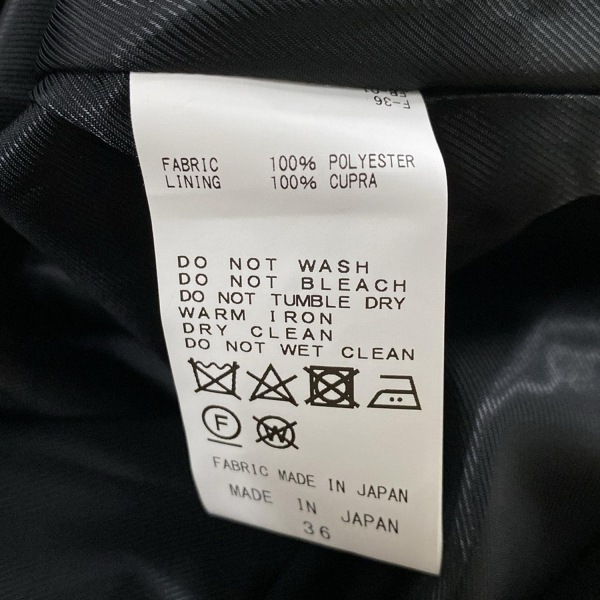 F-36
FABRIC 100% POLYESTER
LINING 100% CUPRA
DO NOT WASH
DO NOT BLEACH
DO NOT TUMBLE DRY
WARM IRON
DRY CLEAN
DO NOT WET CLEAN
F W
FABRIC MADE IN JAPAN
MADE IN JAPAN
36